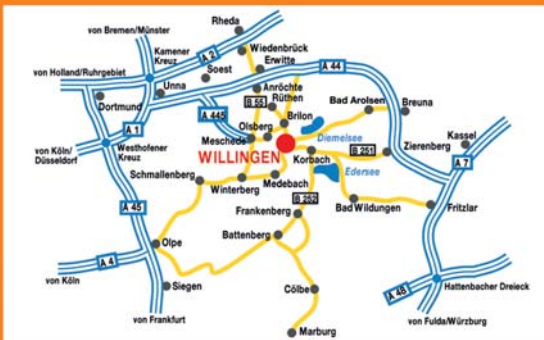 Rheda
von Bremen/Münster
Wiedenbrück
Kamener
Kreuz
A 2
Erwitte
Soest
A 44
von Holland/Ruhrgebiet
Unna
Anröchte
Rüthen
Bad Arolsen
Breuna
Dortmund
B 55
Brilon
A 445
Olsberg
Diemelsee
Kassel
A 1
Meschede
B 251
Zierenberg
von Köln/
Düsseldorf
Westhofener
Kreuz
WILLINGEN
Korbach
A 7
Schmallenberg
Medebach
Edersee
Winterberg
B 252
A 45
Frankenberg
Bad Wildungen
Fritzlar
Battenberg
Olpe
A 4
von Köln
Siegen
Cölbe
A 48
Hattenbacher Dreieck
von Frankfurt
Marburg
von Fulda/Würzburg